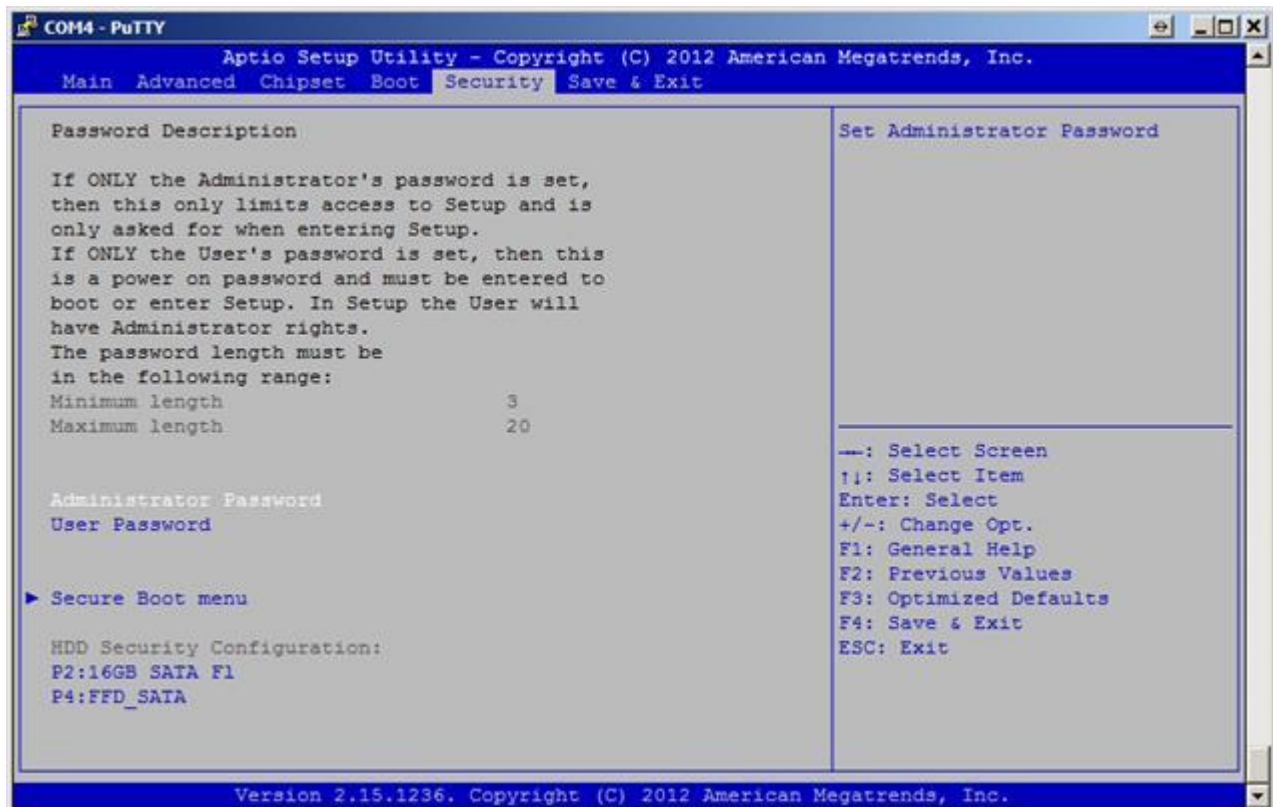 COM4 - PuTTY
Aptio Setup Utility - Copyright (C) 2012 American Megatrends, Inc.
Main Advanced Chipset Boot Security Save & Exit
Password Description
If ONLY the Administrator's password is set,
then this only limits access to Setup and is
only asked for when entering Setup.
If ONLY the User's password is set, then this
is a power on password and must be entered to
boot or enter Setup. In Setup the User will
have Administrator rights.
The password length must be
in the following range:
Minimum length 3
Maximum length 20
Administrator Password
User Password
► Secure Boot menu
HDD Security Configuration:
P2:16GB SATA Fl
P4:FFD_SATA
Set Administrator Password
→←: Select Screen
↑↓: Select Item
Enter: Select
+/-: Change Opt.
F1: General Help
F2: Previous Values
F3: Optimized Defaults
F4: Save & Exit
ESC: Exit
Version 2.15.1236. Copyright (C) 2012 American Megatrends, Inc.